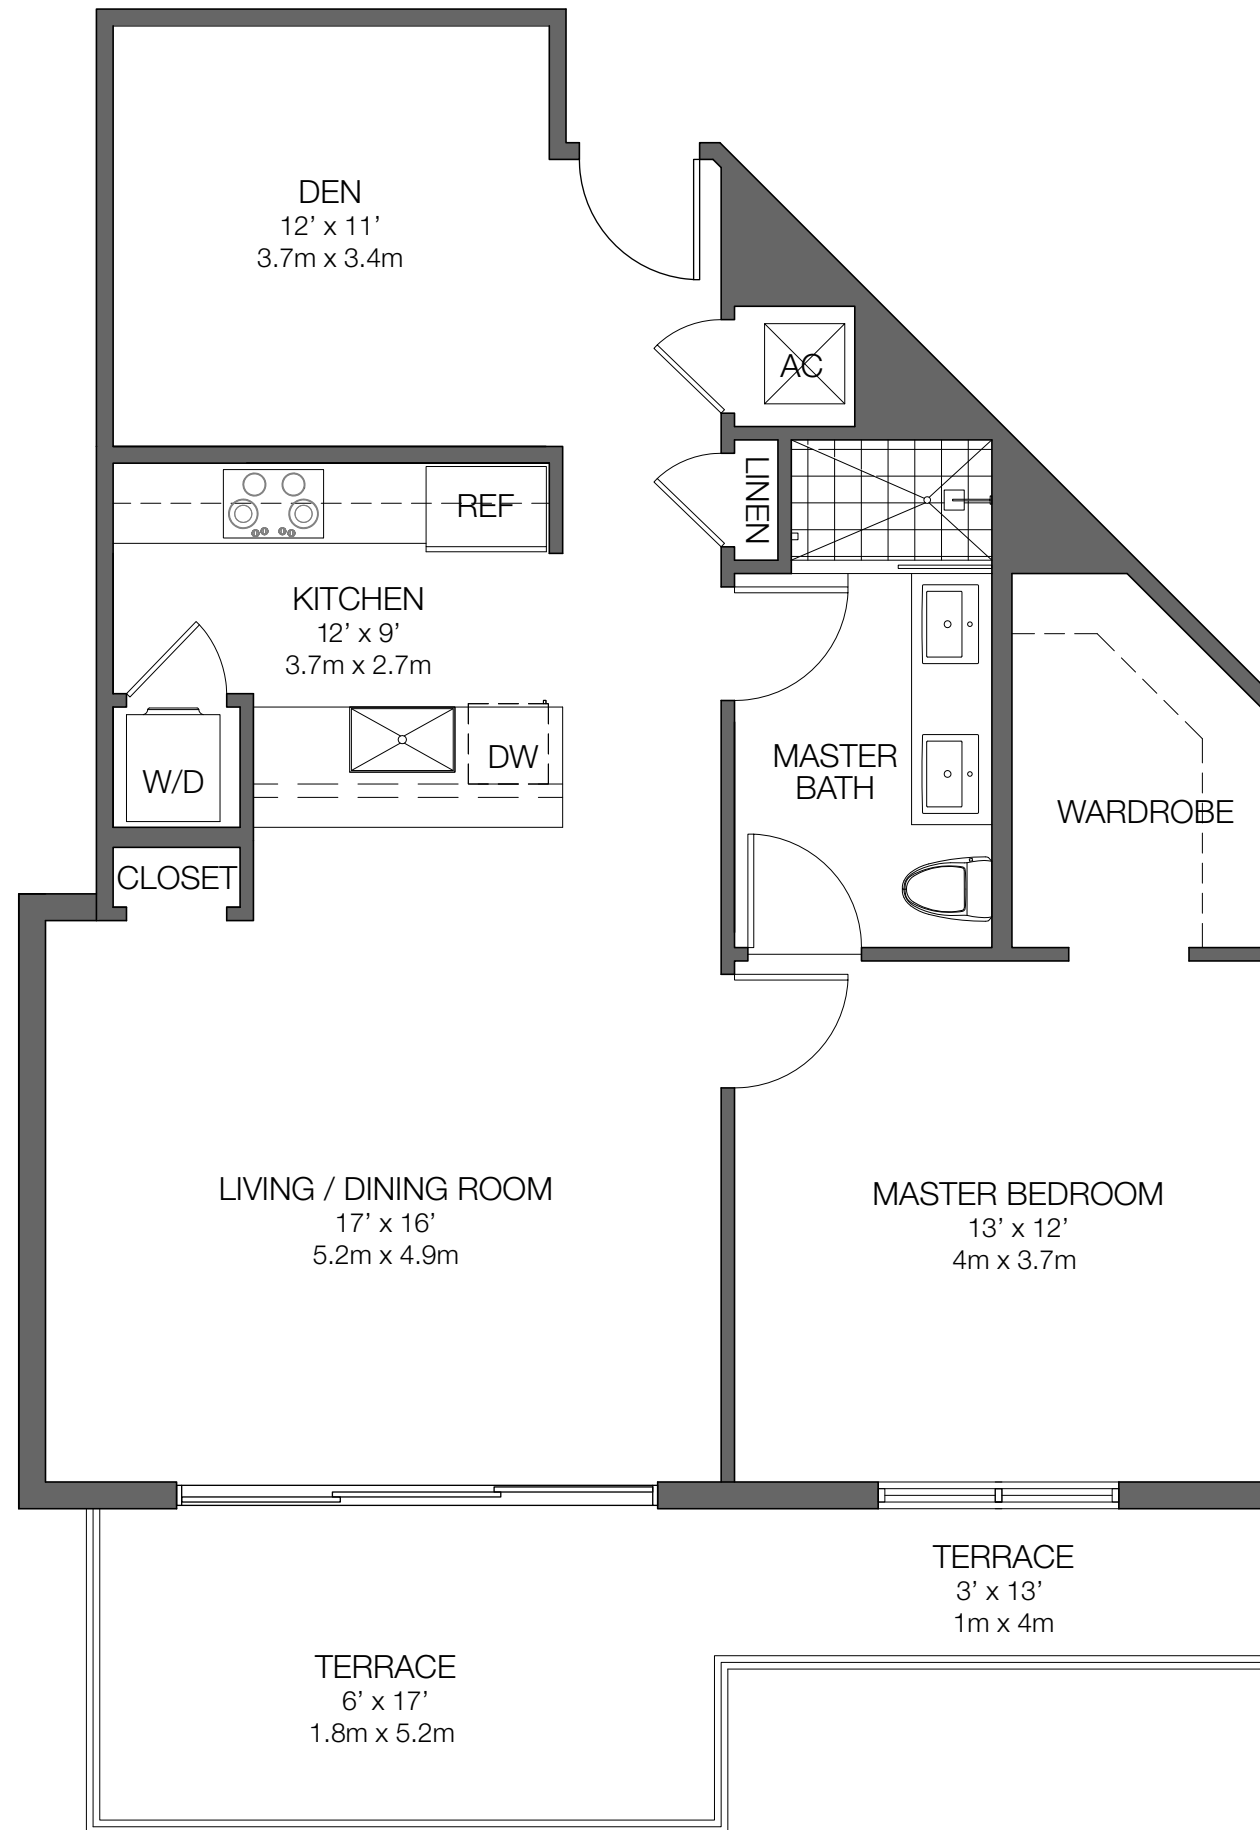 DEN
12’ x 11’
3.7m x 3.4m
AC
LINEN
REF
KITCHEN
12’ x 9’
3.7m x 2.7m
W/D
DW
MASTER
BATH
WARDROBE
CLOSET
LIVING / DINING ROOM
17’ x 16’
5.2m x 4.9m
MASTER BEDROOM
13’ x 12’
4m x 3.7m
TERRACE
3’ x 13’
1m x 4m
TERRACE
6’ x 17’
1.8m x 5.2m